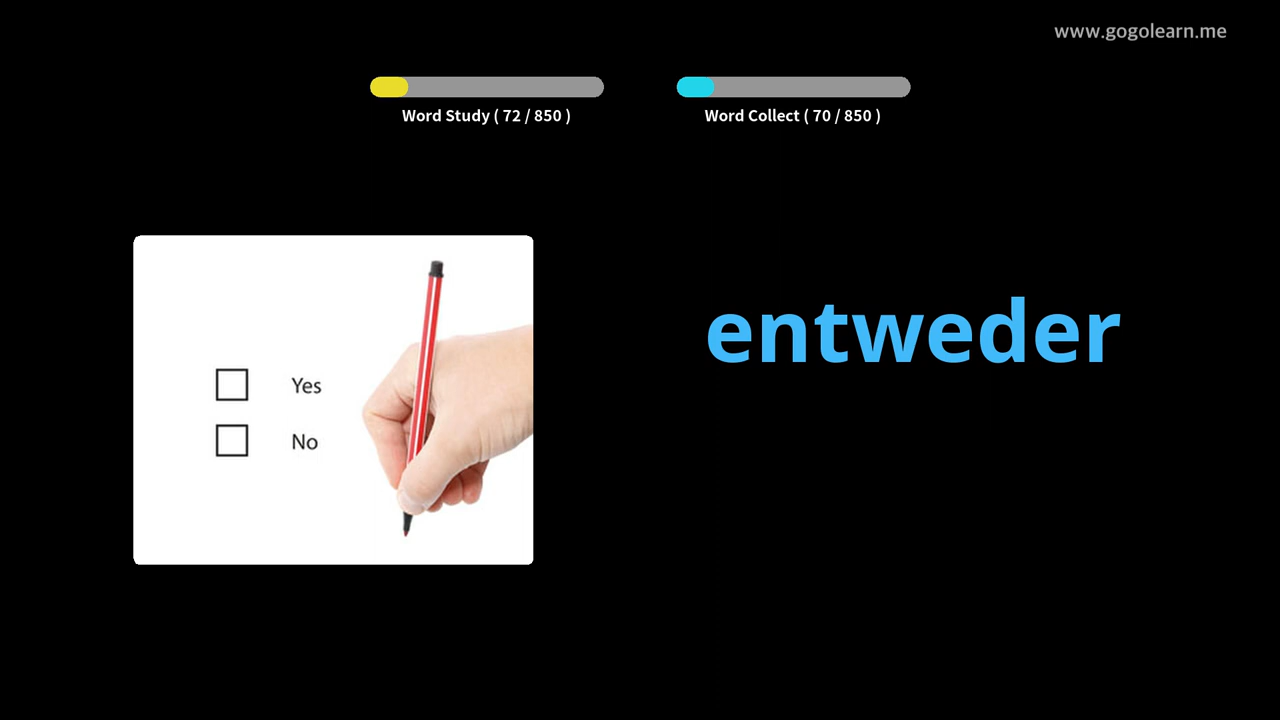 www.gogolearn.me
Word Study ( 72 / 850 )
Word Collect ( 70 / 850 )
entweder
Yes
No